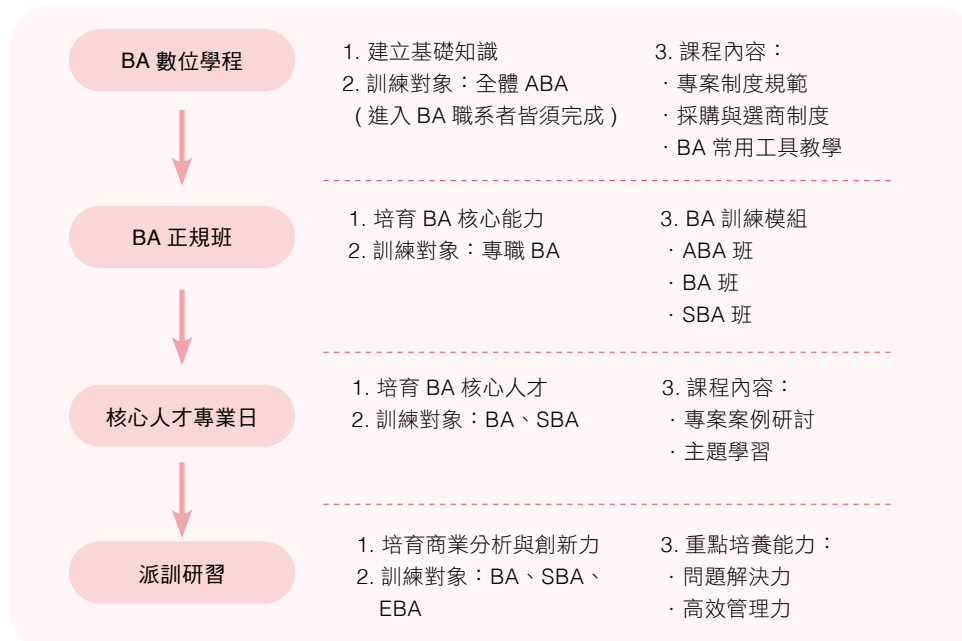 BA 數位學程
1. 建立基礎知識
2. 訓練對象：全體 ABA
( 進入 BA 職系者皆須完成 )
3. 課程內容：
· 專案制度規範
· 採購與選商制度
· BA 常用工具教學
BA 正規班
1. 培育 BA 核心能力
2. 訓練對象：專職 BA
3. BA 訓練模組
· ABA 班
· BA 班
· SBA 班
核心人才專業日
1. 培育 BA 核心人才
2. 訓練對象：BA、SBA
3. 課程內容：
· 專案案例研討
· 主題學習
派訓研習
1. 培育商業分析與創新力
2. 訓練對象：BA、SBA、
EBA
3. 重點培養能力：
· 問題解決力
· 高效管理力